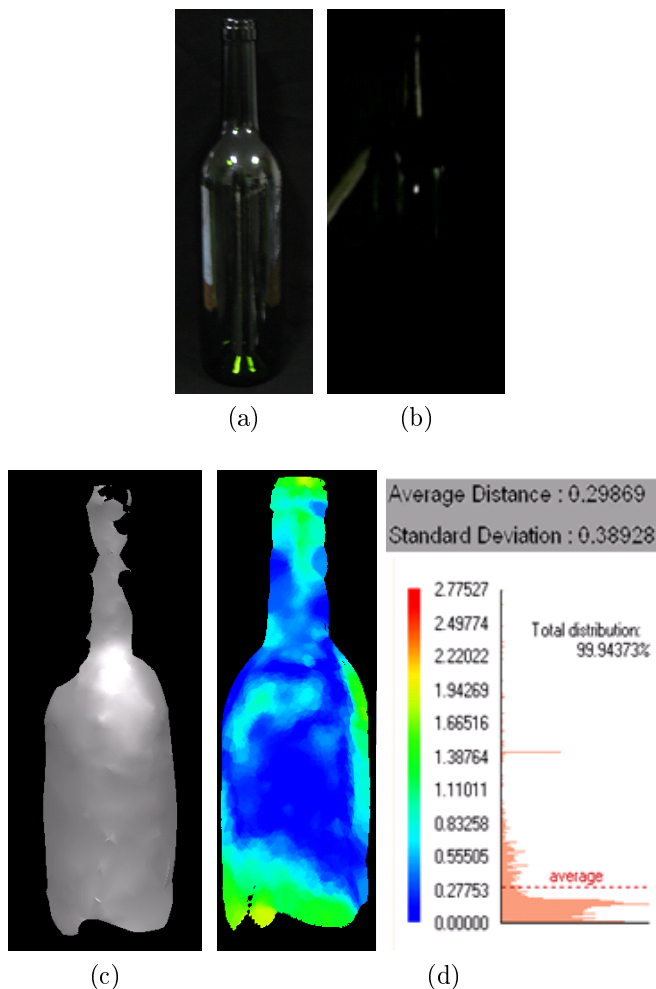 (a)
(b)
Average Distance : 0.29869
Standard Deviation : 0.38928
2.77527
2.49774
2.22022
1.94269
1.66516
1.38764
1.11011
0.83258
0.55505
0.27753
0.00000
Total distribution:
99.94373%
average
(c)
(d)